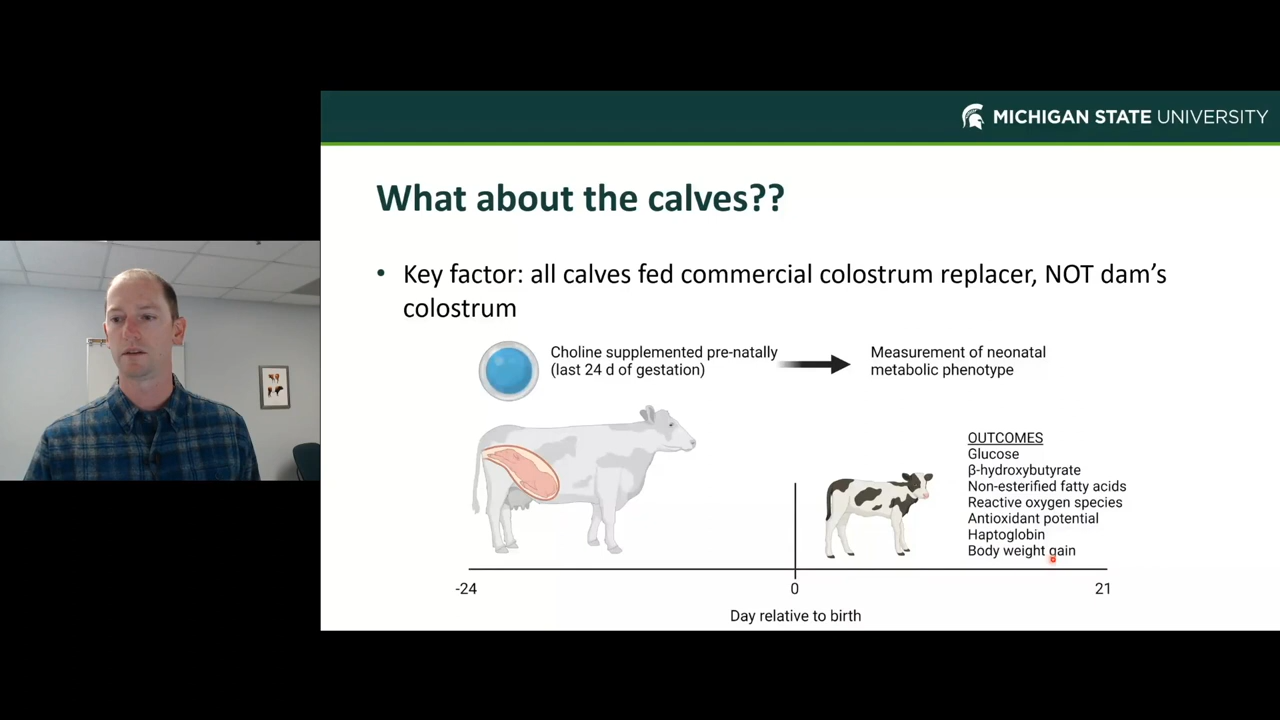 MICHIGAN STATE UNIVERSITY
What about the calves??
• Key factor: all calves fed commercial colostrum replacer, NOT dam's
colostrum
Choline supplemented pre-natally
(last 24 d of gestation)
Measurement of neonatal
metabolic phenotype
OUTCOMES
Glucose
β-hydroxybutyrate
Non-esterified fatty acids
Reactive oxygen species
Antioxidant potential
Haptoglobin
Body weight gain
-24
0
21
Day relative to birth